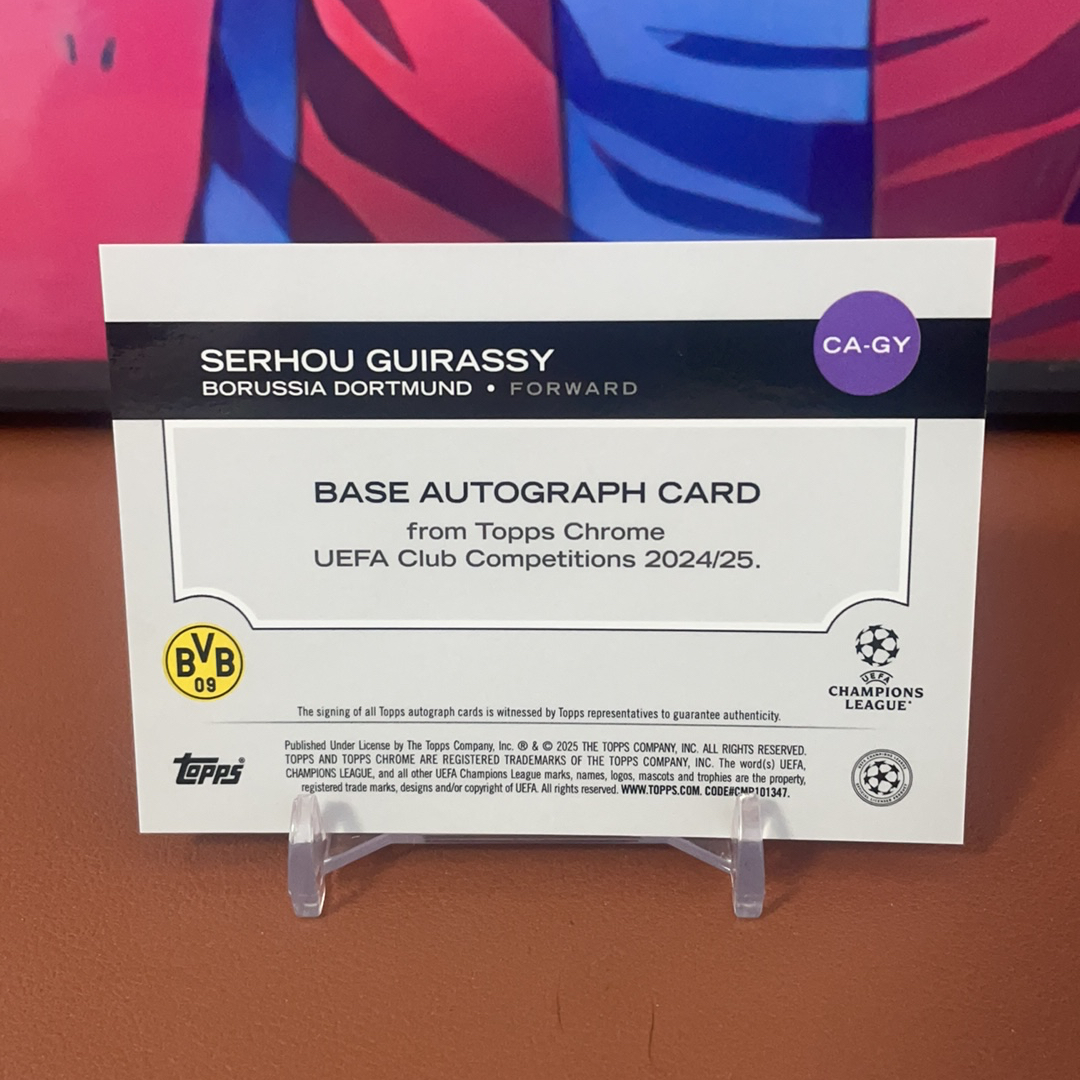 SERHOU GUIRASSY
BORUSSIA DORTMUND • FORWARD
CA-GY
BASE AUTOGRAPH CARD
from Topps Chrome
UEFA Club Competitions 2024/25.
BVB
09
UEFA
CHAMPIONS
LEAGUE
The signing of all Topps autograph cards is witnessed by Topps representatives to guarantee authenticity.
topps®
Published Under License by The Topps Company, Inc. ® & © 2025 THE TOPPS COMPANY, INC. ALL RIGHTS RESERVED.
TOPPS AND TOPPS CHROME ARE REGISTERED TRADEMARKS OF THE TOPPS COMPANY, INC. The word(s) UEFA,
CHAMPIONS LEAGUE, and all other UEFA Champions League marks, names, logos, mascots and trophies are the property,
registered trade marks, designs and/or copyright of UEFA. All rights reserved. WWW.TOPPS.COM. CODE#CMP101347.